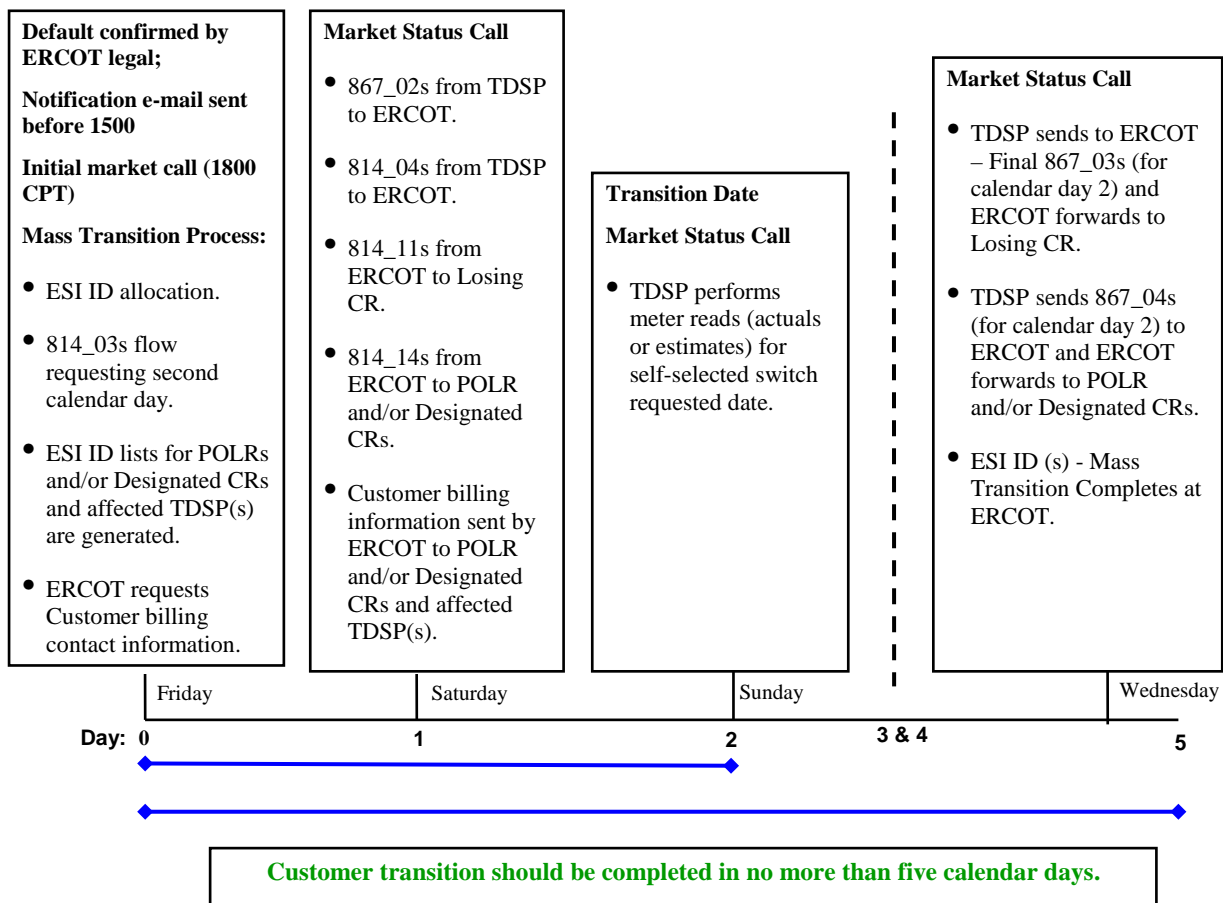 Default confirmed by
ERCOT legal;
Notification e-mail sent
before 1500
Initial market call (1800
CPT)
Mass Transition Process:
• ESI ID allocation.
• 814_03s flow
requesting second
calendar day.
• ESI ID lists for POLRs
and/or Designated CRs
and affected TDSP(s)
are generated.
• ERCOT requests
Customer billing
contact information.
Market Status Call
• 867_02s from TDSP
to ERCOT.
• 814_04s from TDSP
to ERCOT.
• 814_11s from
ERCOT to Losing
CR.
• 814_14s from
ERCOT to POLR
and/or Designated
CRs.
• Customer billing
information sent by
ERCOT to POLR
and/or Designated
CRs and affected
TDSP(s).
Transition Date
Market Status Call
• TDSP performs
meter reads (actuals
or estimates) for
self-selected switch
requested date.
Market Status Call
• TDSP sends to ERCOT
– Final 867_03s (for
calendar day 2) and
ERCOT forwards to
Losing CR.
• TDSP sends 867_04s
(for calendar day 2) to
ERCOT and ERCOT
forwards to POLR
and/or Designated CRs.
• ESI ID (s) - Mass
Transition Completes at
ERCOT.
Friday
Saturday
Sunday
Wednesday
Day: 0
1
2
3 & 4
5
Customer transition should be completed in no more than five calendar days.